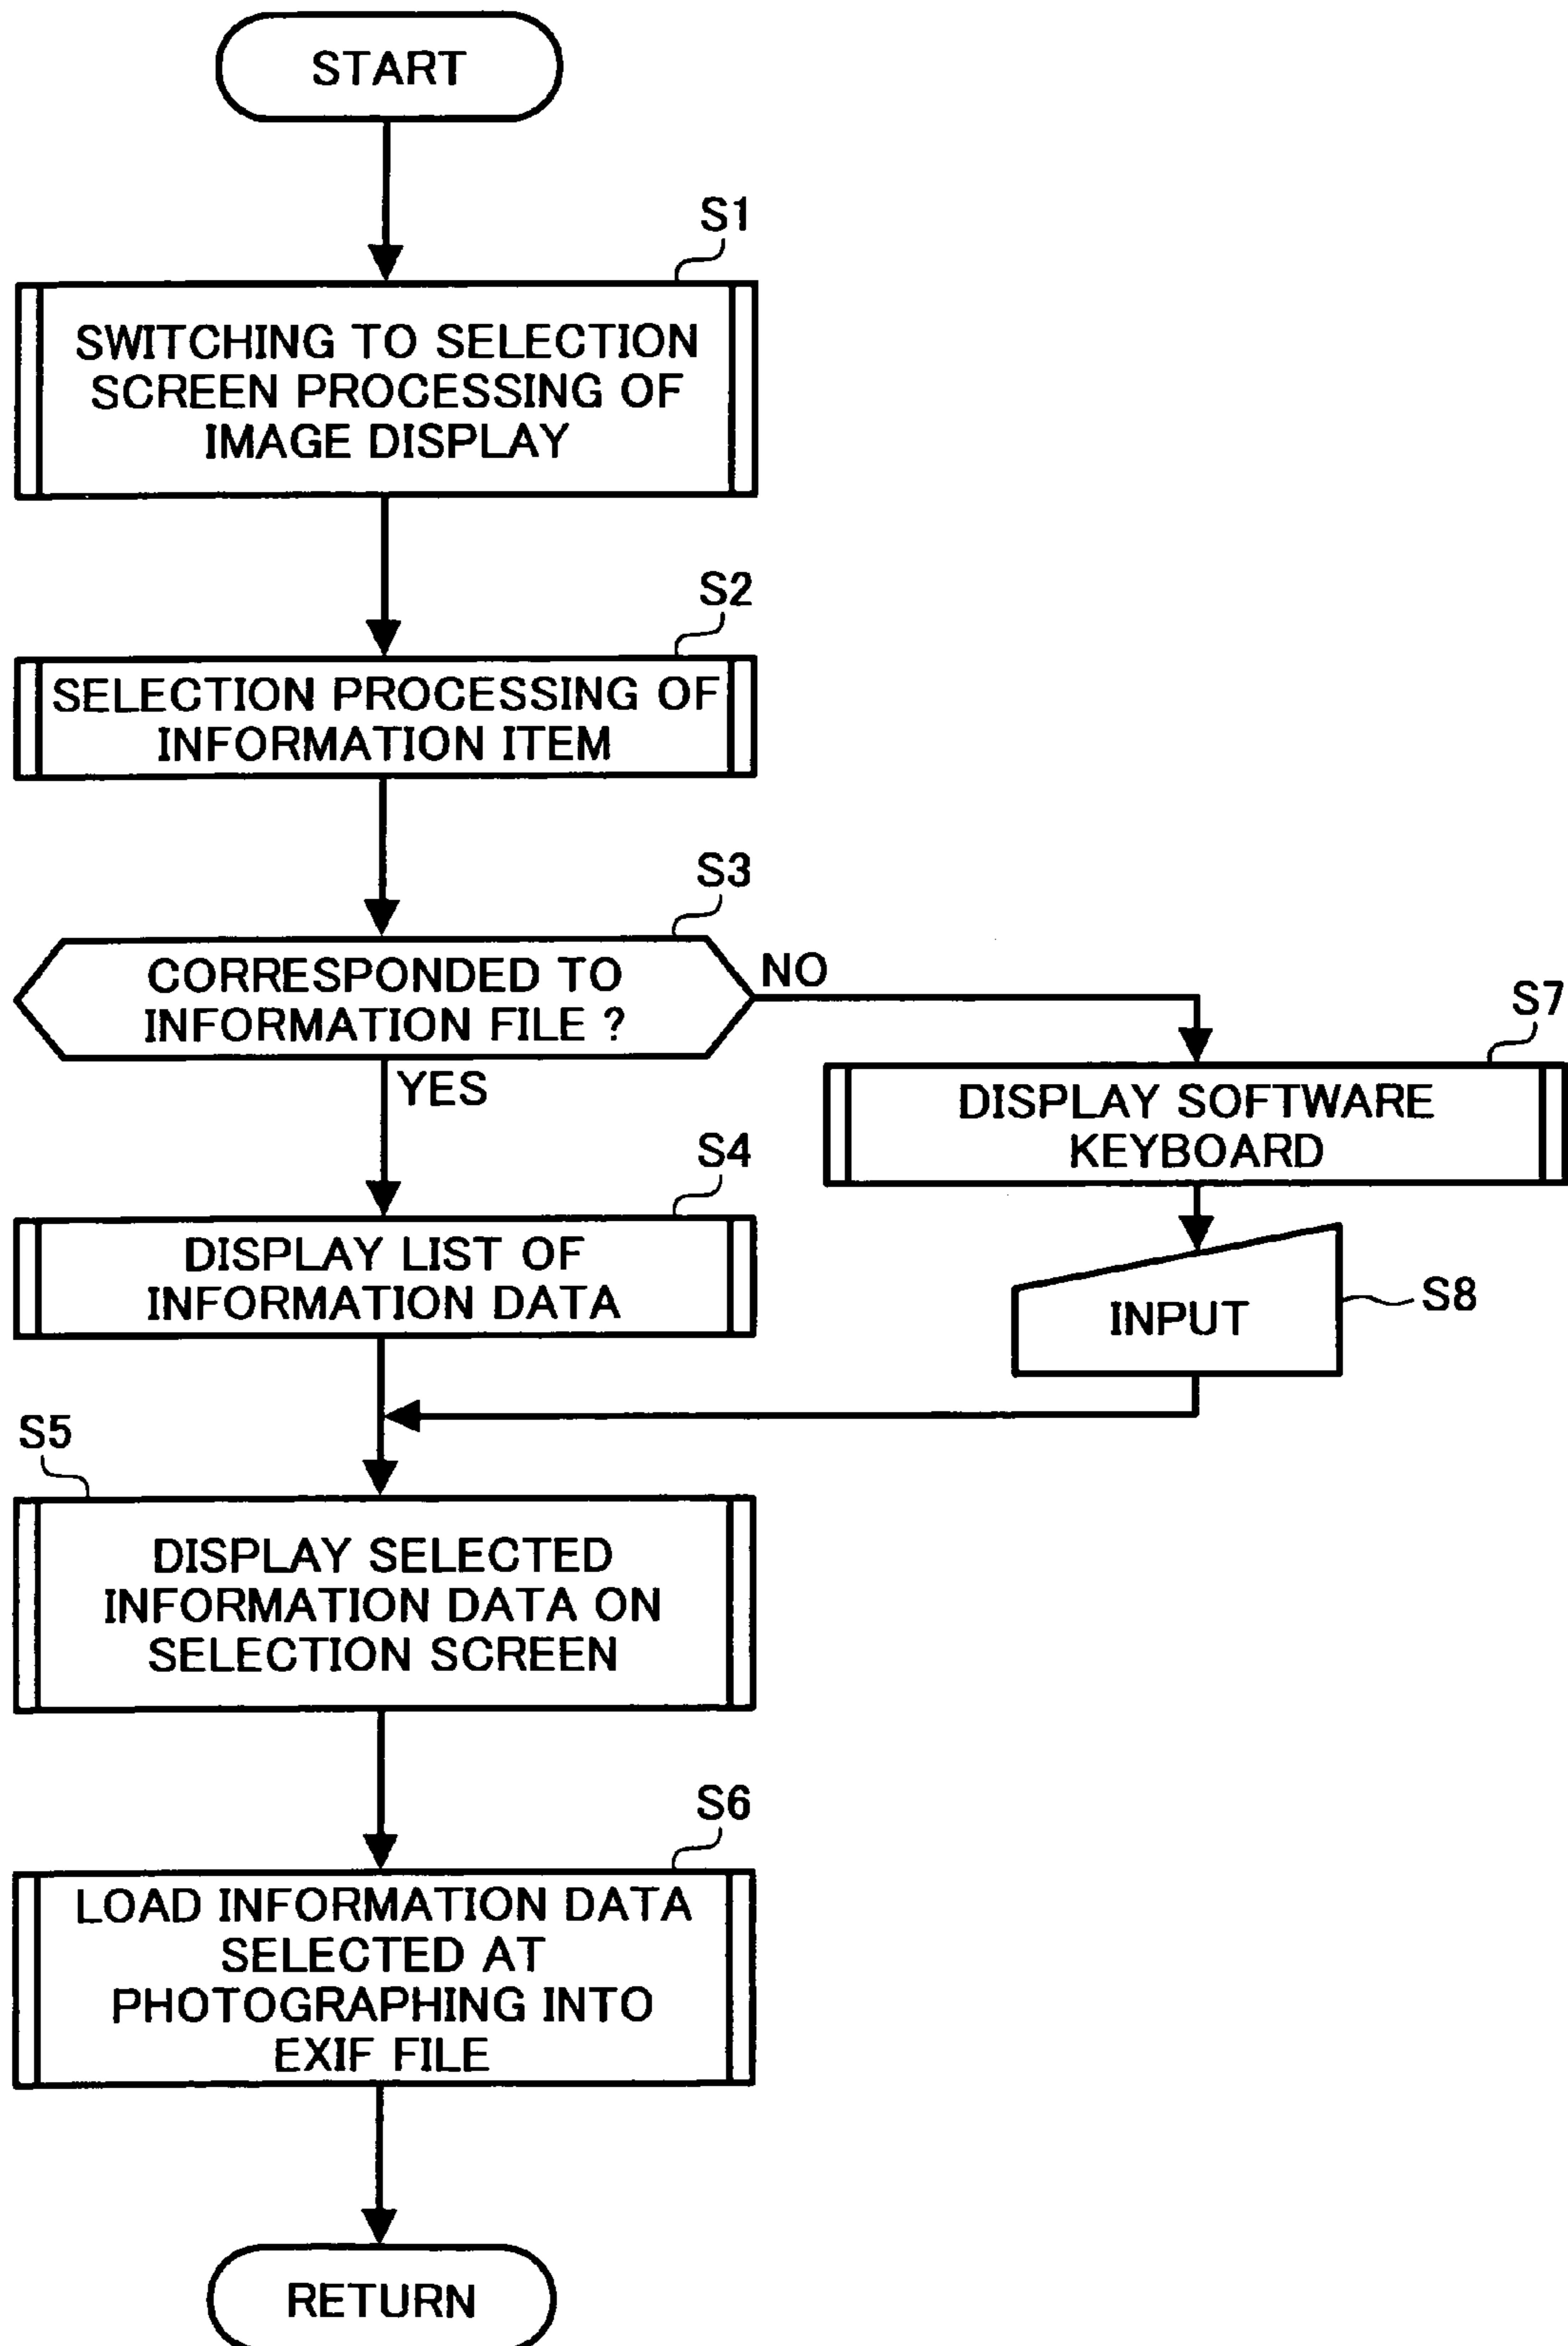 START
S1
SWITCHING TO SELECTION
SCREEN PROCESSING OF
IMAGE DISPLAY
S2
SELECTION PROCESSING OF
INFORMATION ITEM
S3
CORRESPONDED TO
INFORMATION FILE ?
NO
YES
S7
DISPLAY SOFTWARE
KEYBOARD
S4
DISPLAY LIST OF
INFORMATION DATA
INPUT
S8
S5
DISPLAY SELECTED
INFORMATION DATA ON
SELECTION SCREEN
S6
LOAD INFORMATION DATA
SELECTED AT
PHOTOGRAPHING INTO
EXIF FILE
RETURN